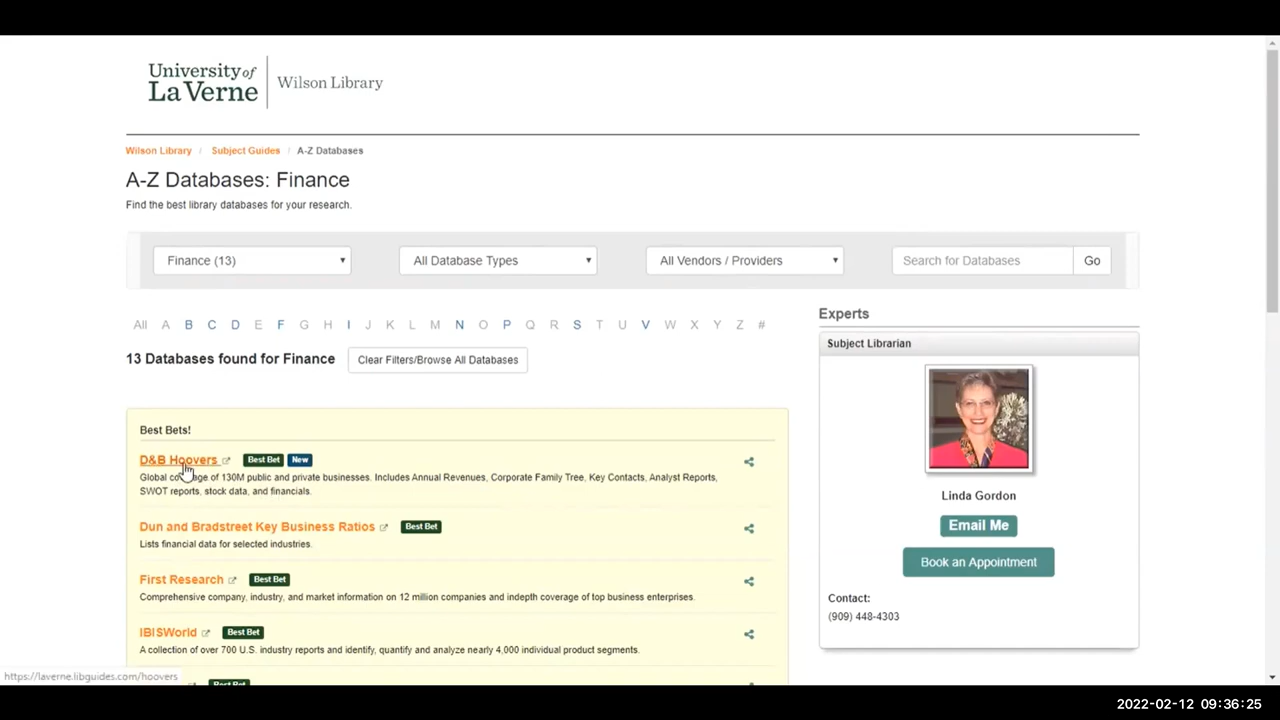 University of
La Verne
Wilson Library
Wilson Library / Subject Guides / A-Z Databases
A-Z Databases: Finance
Find the best library databases for your research.
Finance (13)
All Database Types
All Vendors / Providers
Search for Databases
Go
All A B C D E F G H I J K L M N O P Q R S T U V W X Y Z #
13 Databases found for Finance
Clear Filters/Browse All Databases
Best Bets!
D&B Hoovers Best Bet New
Global of 130M public and private businesses. Includes Annual Revenues, Corporate Family Tree, Key Contacts, Analyst Reports,
SWOT reports, stock data, and financials.
Dun and Bradstreet Key Business Ratios Best Bet
Lists financial data for selected industries.
First Research Best Bet
Comprehensive company, industry, and market information on 12 million companies and indepth coverage of top business enterprises.
IBISWorld Best Bet
A collection of over 700 U.S. industry reports and identify, quantify and analyze nearly 4,000 individual product segments.
Best Bet
Experts
Subject Librarian
Linda Gordon
Email Me
Book an Appointment
Contact:
(909) 448-4303
https://laverne.libguides.com/hoovers
2022-02-12 09:36:25